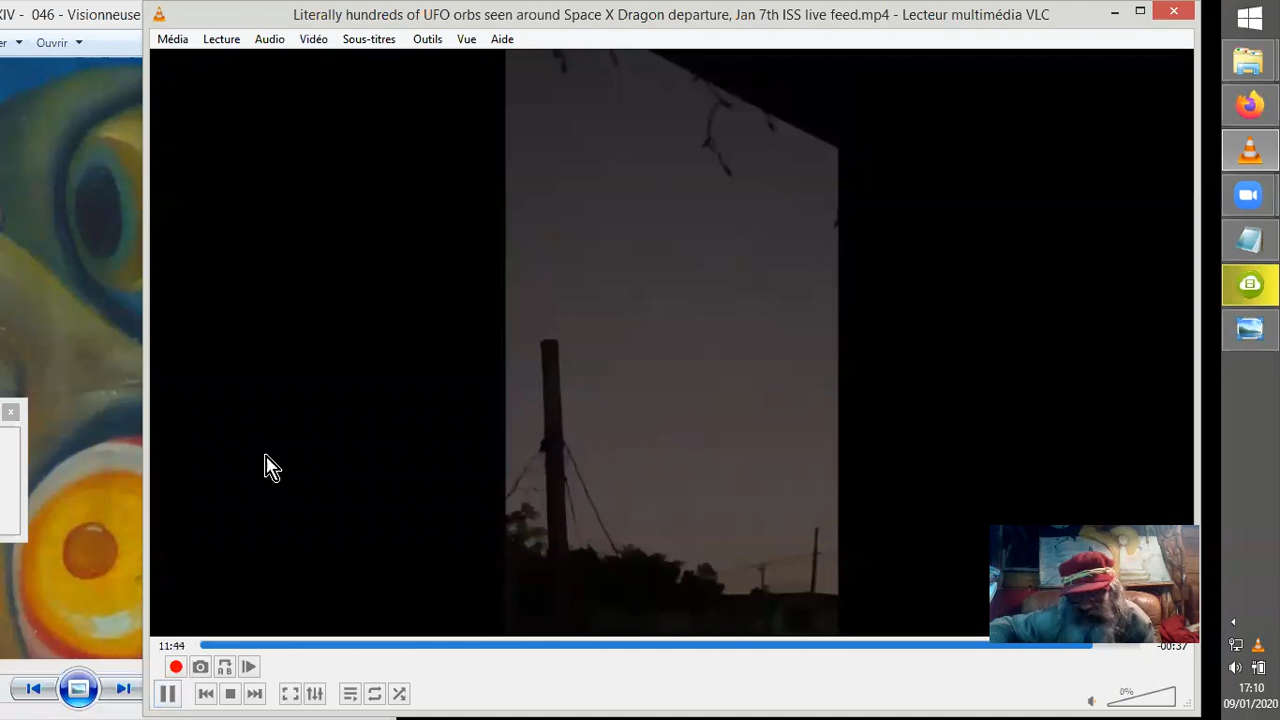 XIV - 046 - Visionneuse
Literally hundreds of UFO orbs seen around Space X Dragon departure, Jan 7th ISS live feed.mp4 - Lecteur multimédia VLC
Ouvrir
Média Lecture Audio Vidéo Sous-titres Outils Vue Aide
11:44
-00:37
0%
17:10
09/01/2020